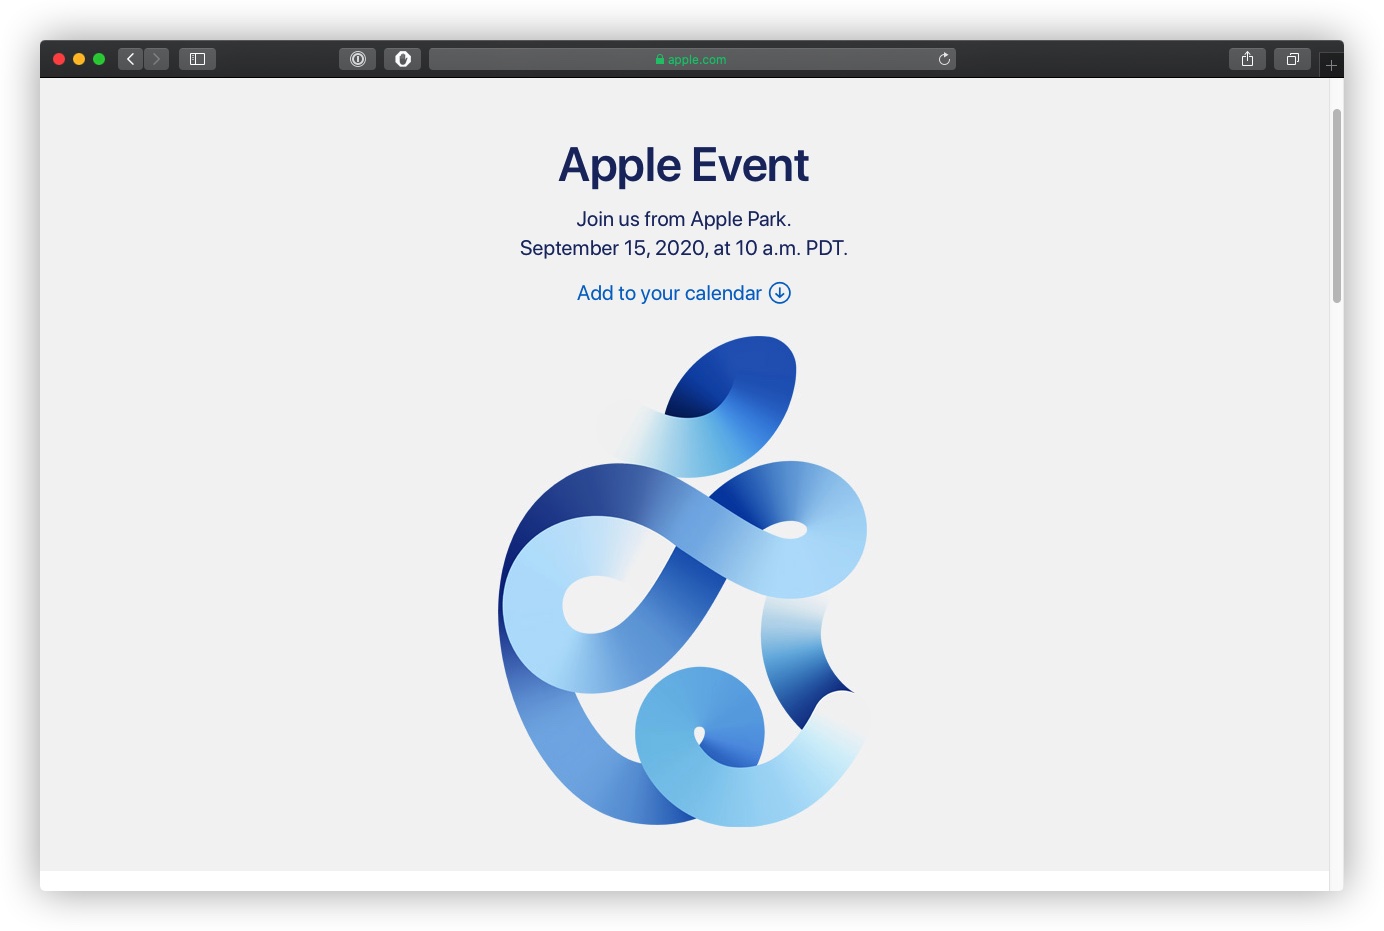 apple.com
Apple Event
Join us from Apple Park.
September 15, 2020, at 10 a.m. PDT.
Add to your calendar